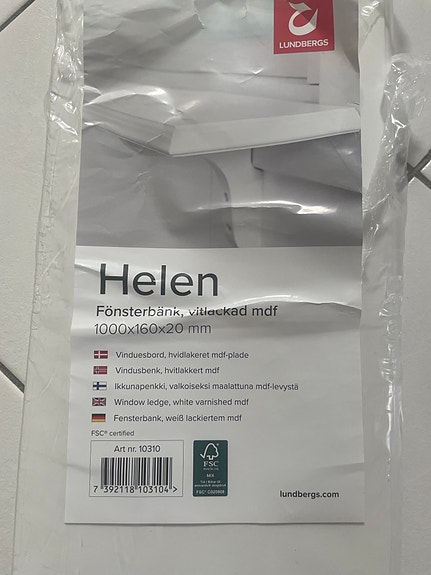 LUNDBERGS
Helen
Fönsterbänk, vitlackad mdf
1000x160x20 mm
Vinduesbord, hvidlakeret mdf-plade
Vindusbenk, hvitlakkert mdf
Ikkunapenkki, valkoiseksi maalattuna mdf-levystä
Window ledge, white varnished mdf
Fensterbank, weiß lackiertem mdf
FSC® certified
Art nr. 10310
7 392118 103104 >
FSC
MIX
FSC® C020908
lundbergs.com